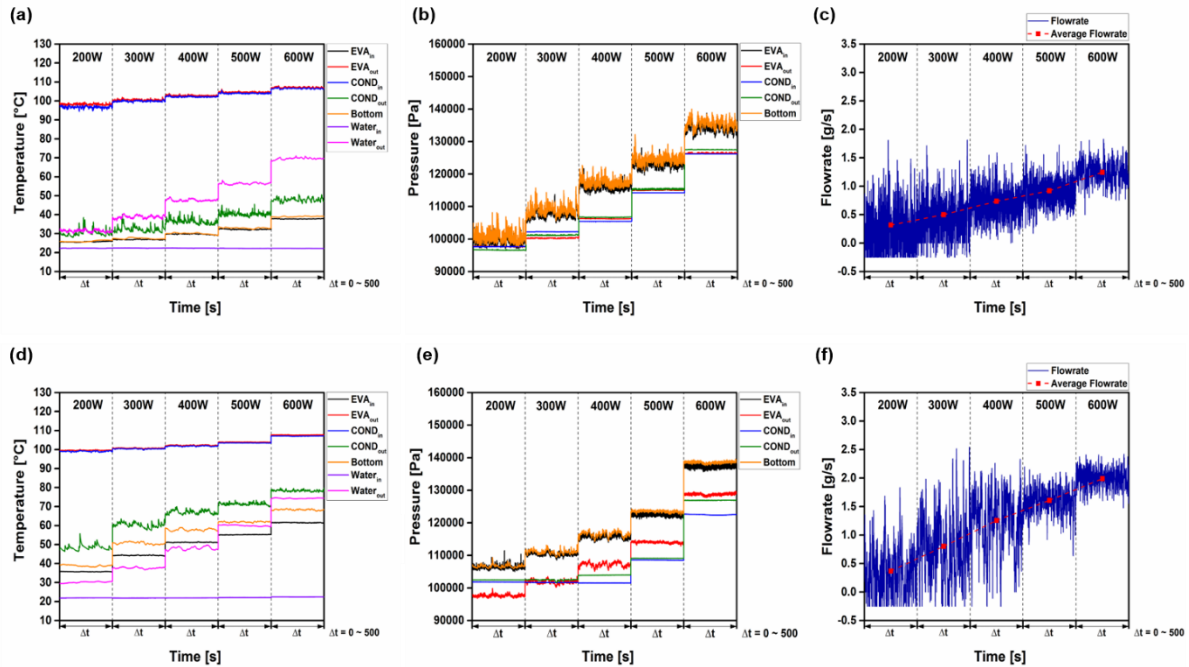 (a)
130
120
110
100
90
80
70
60
50
40
30
20
10
Temperature [°C]
200W 300W 400W 500W 600W
EVAin
EVAout
CONDin
CONDout
Bottom
Waterin
Waterout
Δt Δt Δt Δt Δt Δt = 0 ~ 500
Time [s]
(b)
160000
150000
140000
130000
120000
110000
100000
90000
Pressure [Pa]
200W 300W 400W 500W 600W
EVAin
EVAout
CONDin
CONDout
Bottom
Δt Δt Δt Δt Δt Δt = 0 ~ 500
Time [s]
(c)
Flowrate
Average Flowrate
3.5
3.0
2.5
2.0
1.5
1.0
0.5
0.0
-0.5
Flowrate [g/s]
200W 300W 400W 500W 600W
Δt Δt Δt Δt Δt Δt = 0 ~ 500
Time [s]
(d)
130
120
110
100
90
80
70
60
50
40
30
20
10
Temperature [°C]
200W 300W 400W 500W 600W
EVAin
EVAout
CONDin
CONDout
Bottom
Waterin
Waterout
Δt Δt Δt Δt Δt Δt = 0 ~ 500
Time [s]
(e)
160000
150000
140000
130000
120000
110000
100000
90000
Pressure [Pa]
200W 300W 400W 500W 600W
EVAin
EVAout
CONDin
CONDout
Bottom
Δt Δt Δt Δt Δt Δt = 0 ~ 500
Time [s]
(f)
Flowrate
Average Flowrate
3.5
3.0
2.5
2.0
1.5
1.0
0.5
0.0
-0.5
Flowrate [g/s]
200W 300W 400W 500W 600W
Δt Δt Δt Δt Δt Δt = 0 ~ 500
Time [s]